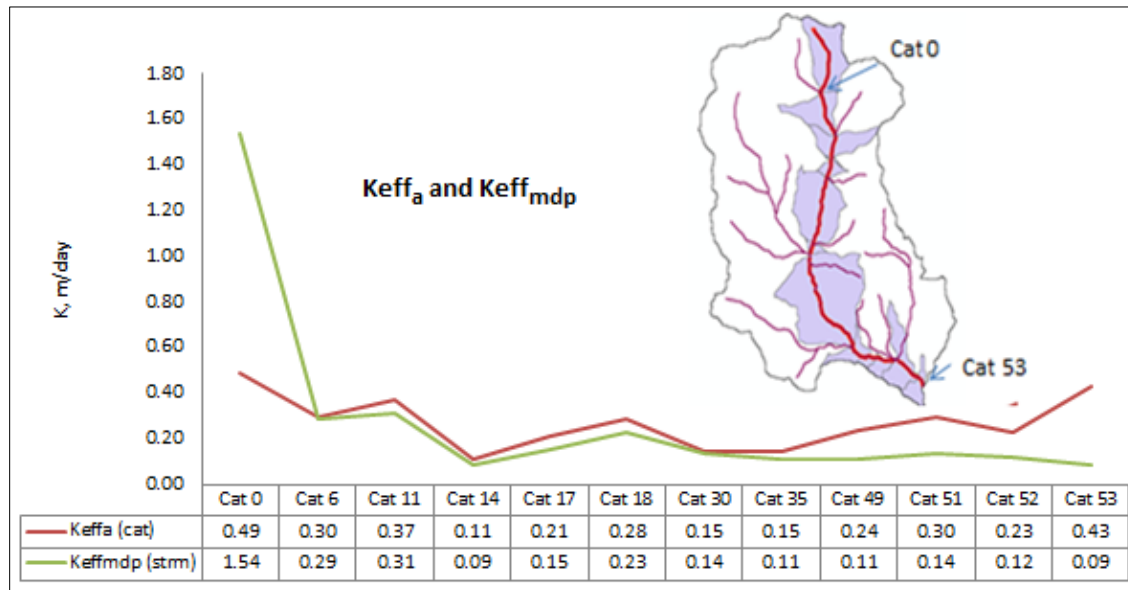 Cat 0
1.80
1.60
1.40
1.20
1.00
0.80
0.60
0.40
0.20
0.00
K, m/day
Keffa and Keffmdp
Cat 53
Cat 0 Cat 6 Cat 11 Cat 14 Cat 17 Cat 18 Cat 30 Cat 35 Cat 49 Cat 51 Cat 52 Cat 53
Keffa (cat) 0.49 0.30 0.37 0.11 0.21 0.28 0.15 0.15 0.24 0.30 0.23 0.43
Keffmdp (strm) 1.54 0.29 0.31 0.09 0.15 0.23 0.14 0.11 0.11 0.14 0.12 0.09